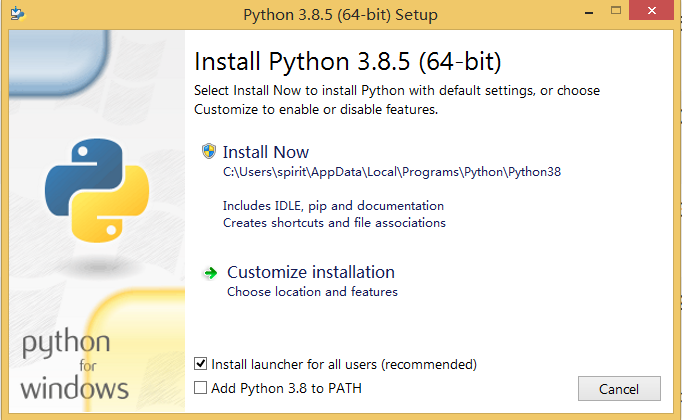 Python 3.8.5 (64-bit) Setup
Install Python 3.8.5 (64-bit)
Select Install Now to install Python with default settings, or choose
Customize to enable or disable features.
Install Now
C:\Users\spirit\AppData\Local\Programs\Python\Python38
Includes IDLE, pip and documentation
Creates shortcuts and file associations
Customize installation
Choose location and features
python
for
windows
Install launcher for all users (recommended)
Add Python 3.8 to PATH
Cancel